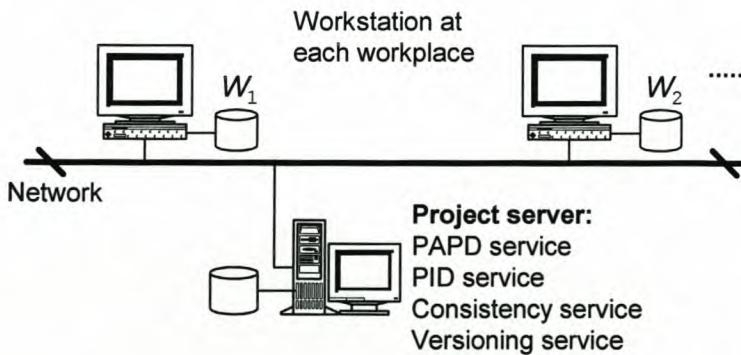 Workstation at
each workplace
W1
W2
Network
Project server:
PAPD service
PID service
Consistency service
Versioning service